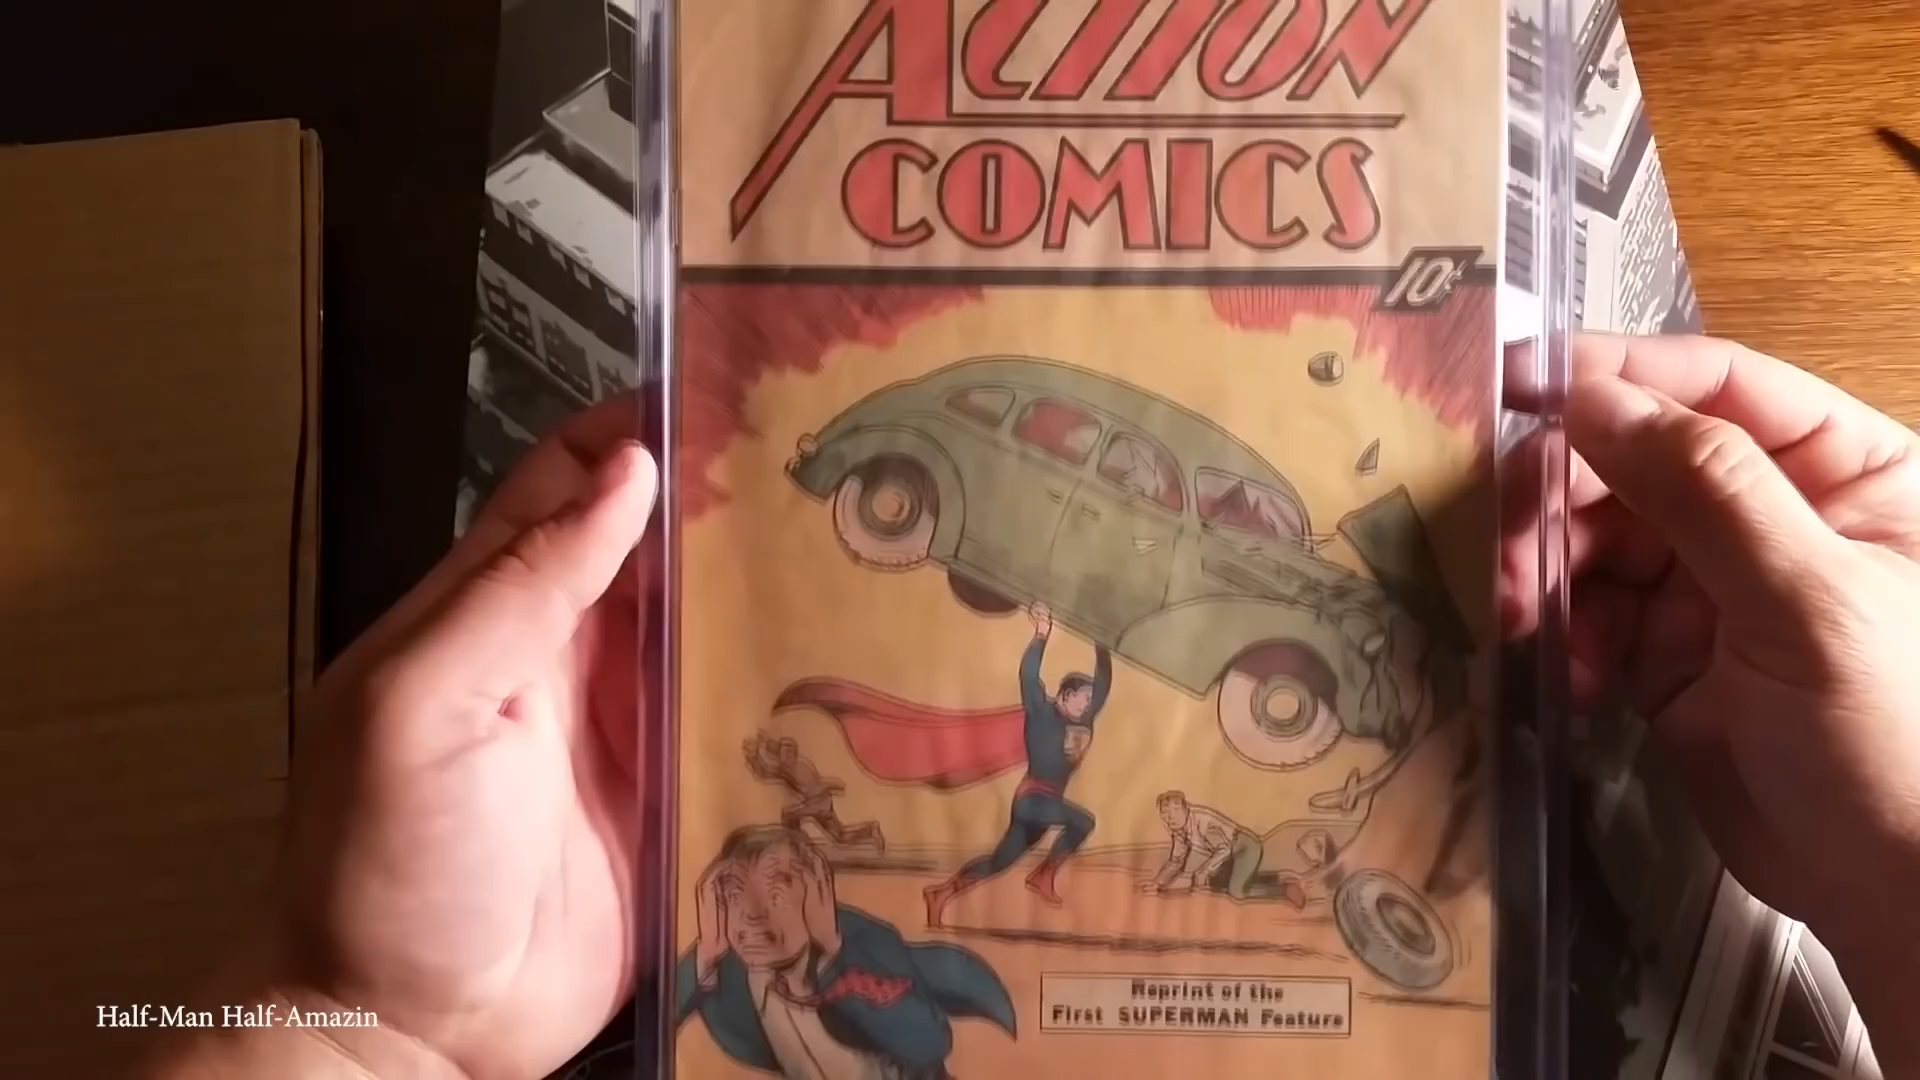 ACTION
COMICS
10¢
Reprint of the
First SUPERMAN Feature
Half-Man Half-Amazin